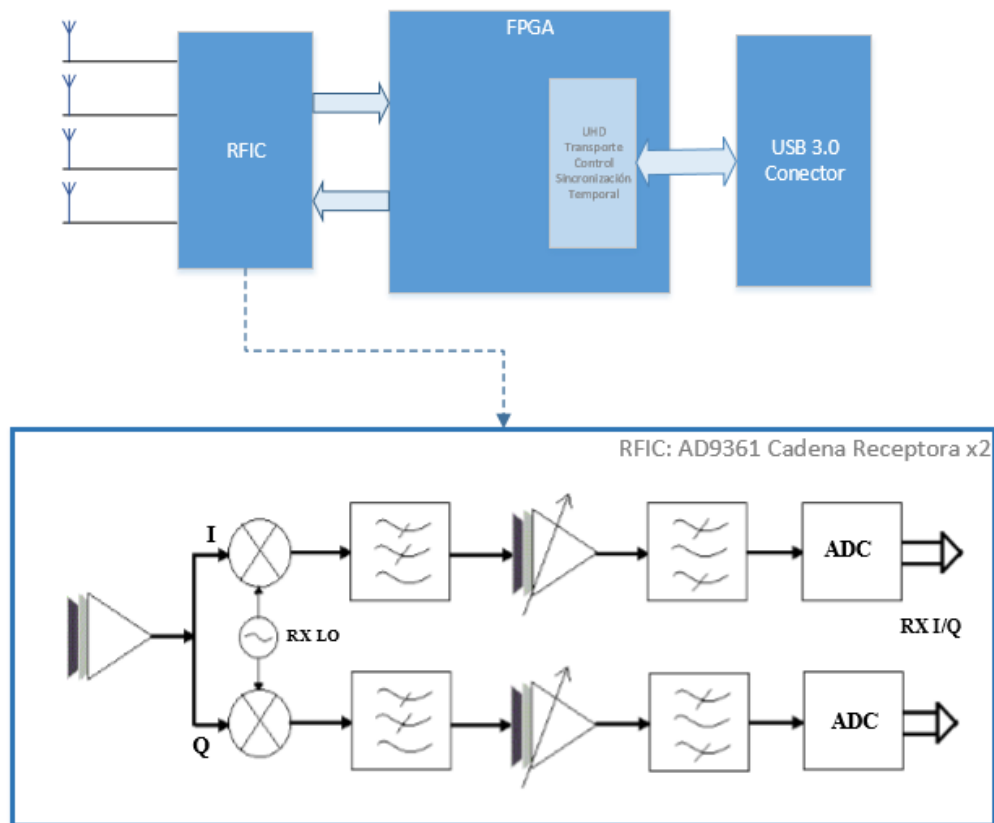 FPGA
RFIC
UHD
Transporte
Control
Sincronización
Temporal
USB 3.0
Conector
RFIC: AD9361 Cadena Receptora x2
I
ADC
RX LO
RX I/Q
Q
ADC